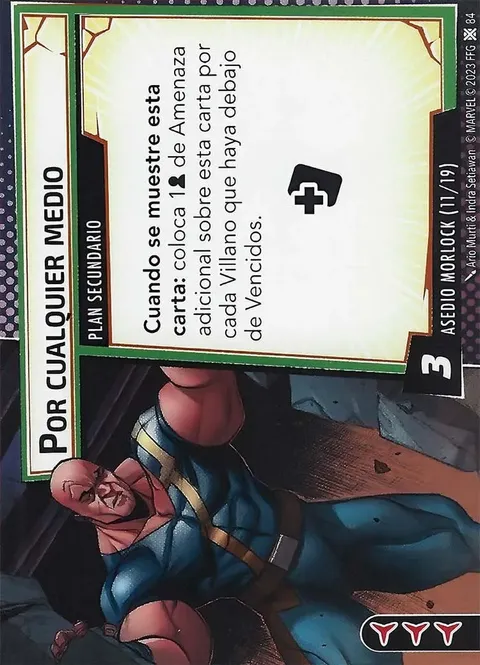 POR CUALQUIER MEDIO
PLAN SECUNDARIO
Cuando se muestre esta
carta: coloca 1 de Amenaza
adicional sobre esta carta por
cada Villano que haya debajo
de Vencidos.
3
ASEDIO MORLOCK (11/19)
Ario Murti & Indra Setiawan © MARVEL © 2023 FFG 84